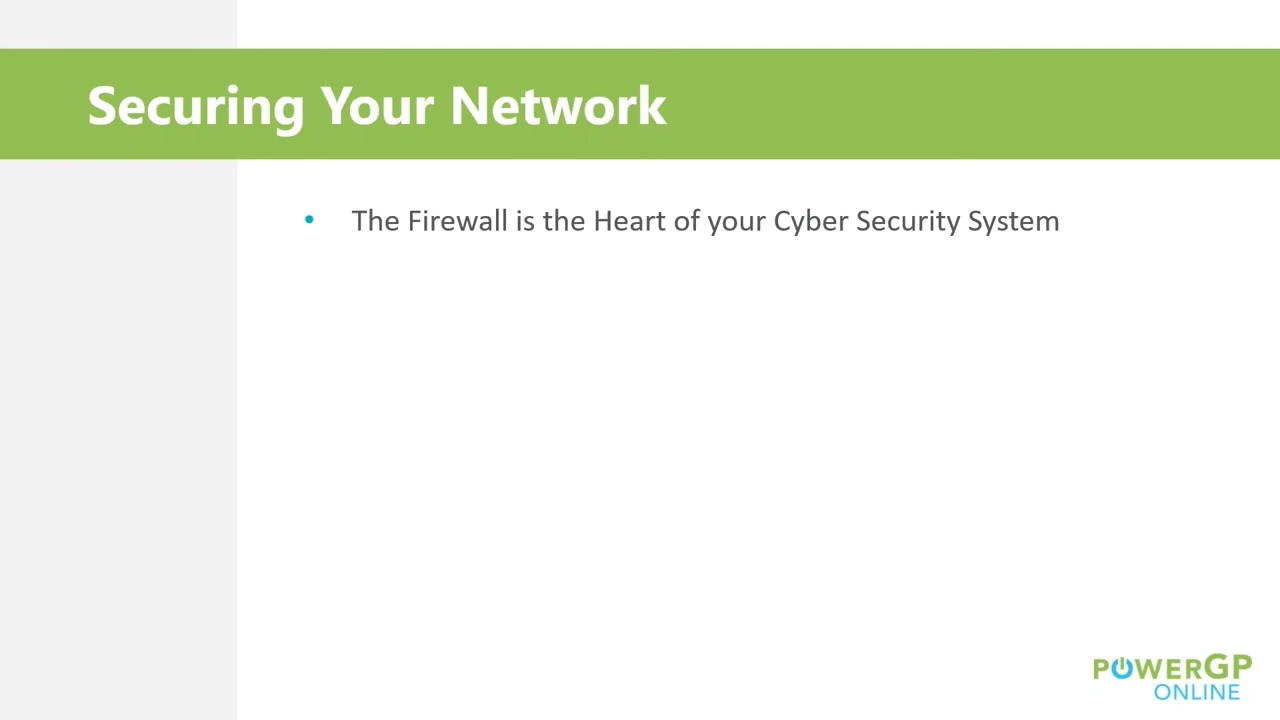 Securing Your Network
• The Firewall is the Heart of your Cyber Security System
POWERGP
ONLINE